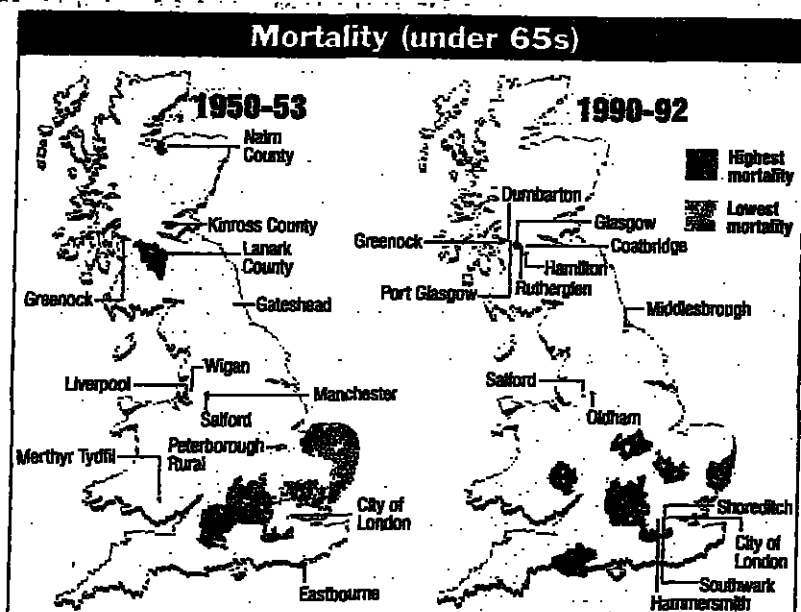 Mortality (under 65s)
1950-53
Nairn
County
Kinross County
Lanark
County
Greenock
Gateshead
Wigan
Liverpool
Manchester
Salford
Peterborough
Rural
Merthyr Tydfil
City of
London
Eastbourne
1990-92
Highest
mortality
Lowest
mortality
Dumbarton
Glasgow
Greenock
Coatbridge
Hamilton
Port Glasgow
Rutherglen
Middlesbrough
Salford
Oldham
Shoreditch
City of
London
Southwark
Hammersmith